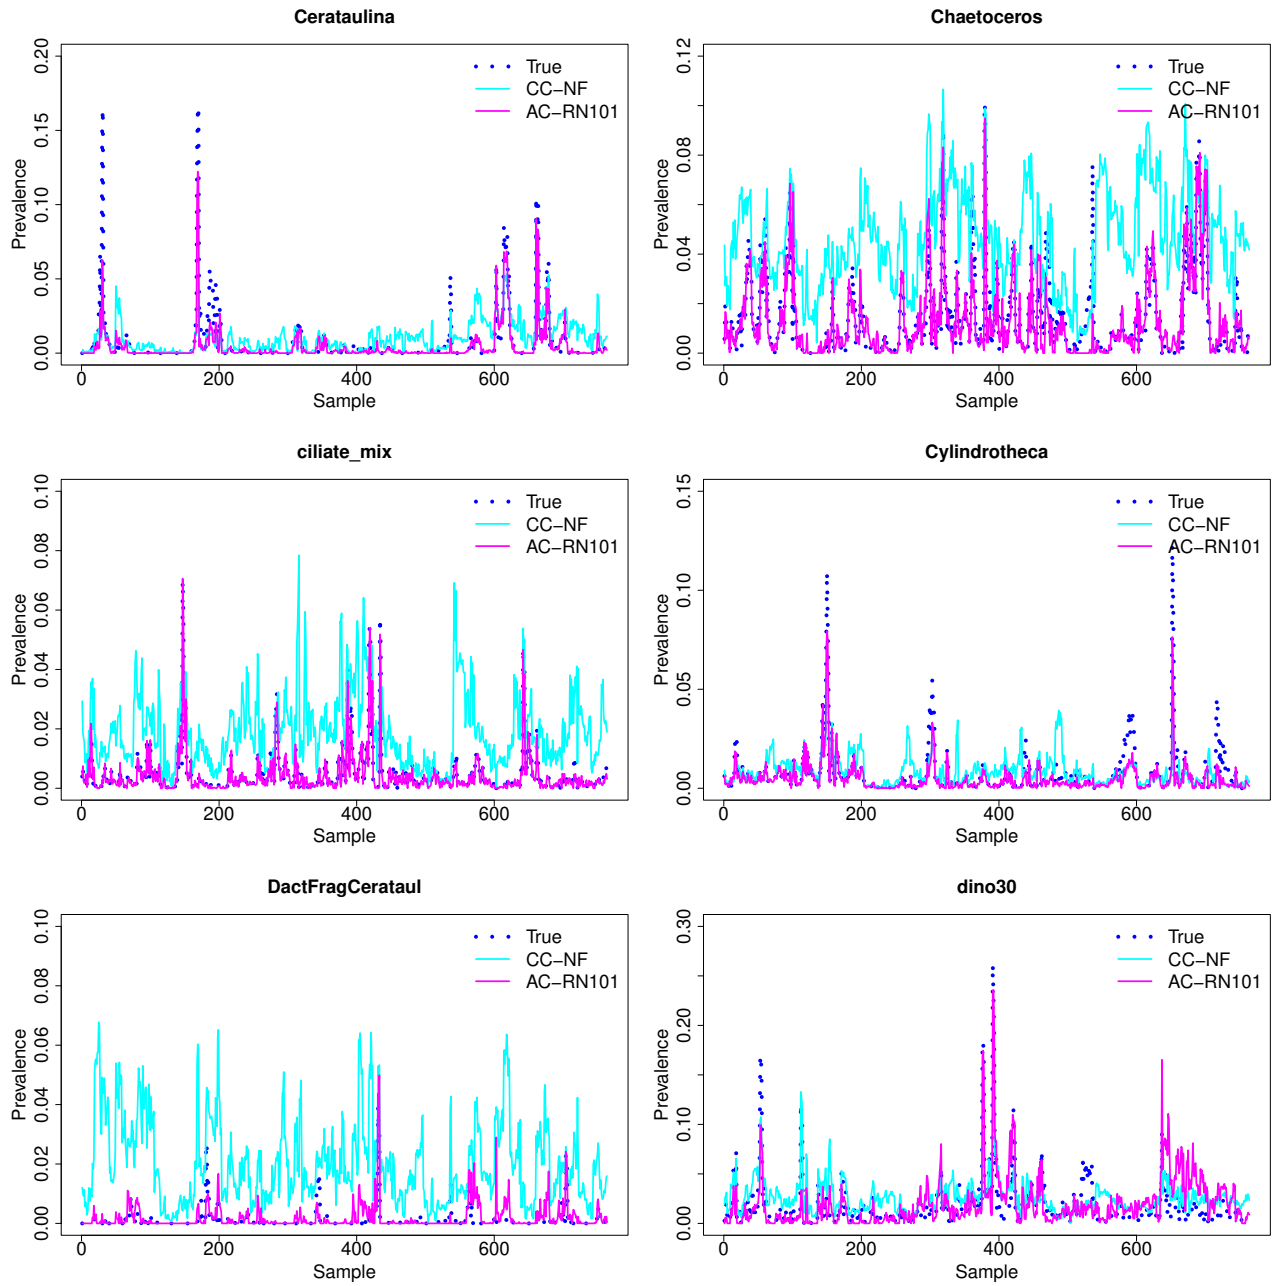 Cerataulina
Prevalence
0.00 0.05 0.10 0.15 0.20
True
CC−NF
AC−RN101
0 200 400 600
Sample
Chaetoceros
Prevalence
0.00 0.04 0.08 0.12
True
CC−NF
AC−RN101
0 200 400 600
Sample
ciliate_mix
Prevalence
0.00 0.02 0.04 0.06 0.08 0.10
True
CC−NF
AC−RN101
0 200 400 600
Sample
Cylindrotheca
Prevalence
0.00 0.05 0.10 0.15
True
CC−NF
AC−RN101
0 200 400 600
Sample
DactFragCerataul
Prevalence
0.00 0.02 0.04 0.06 0.08 0.10
True
CC−NF
AC−RN101
0 200 400 600
Sample
dino30
Prevalence
0.00 0.10 0.20 0.30
True
CC−NF
AC−RN101
0 200 400 600
Sample